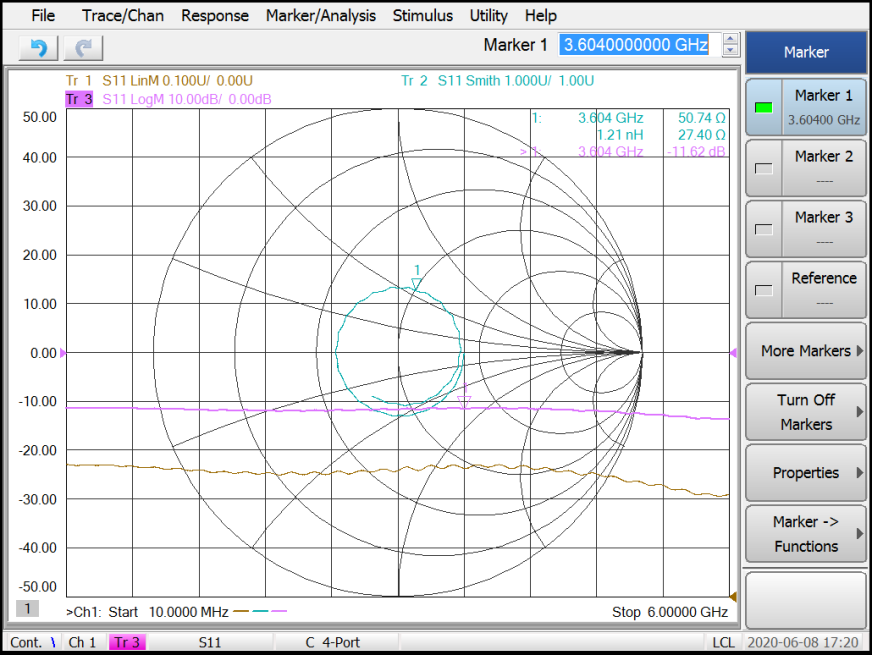 File Trace/Chan Response Marker/Analysis Stimulus Utility Help
Marker 1 3.6040000000 GHz
Tr 1 S11 LinM 0.100U/ 0.00U
Tr 2 S11 Smith 1.000U/ 1.00U
Tr 3 S11 LogM 10.00dB/ 0.00dB
1: 3.604 GHz 50.74 Ω
1.21 nH 27.40 Ω
> 1: 3.604 GHz -11.62 dB
50.00
40.00
30.00
20.00
10.00
0.00
-10.00
-20.00
-30.00
-40.00
-50.00
1
1
1
>Ch1: Start 10.0000 MHz
Stop 6.00000 GHz
Marker
Marker 1
3.60400 GHz
Marker 2
----
Marker 3
----
Reference
----
More Markers
Turn Off
Markers
Properties
Marker ->
Functions
Cont. \ Ch 1 Tr 3 S11 C 4-Port LCL 2020-06-08 17:20